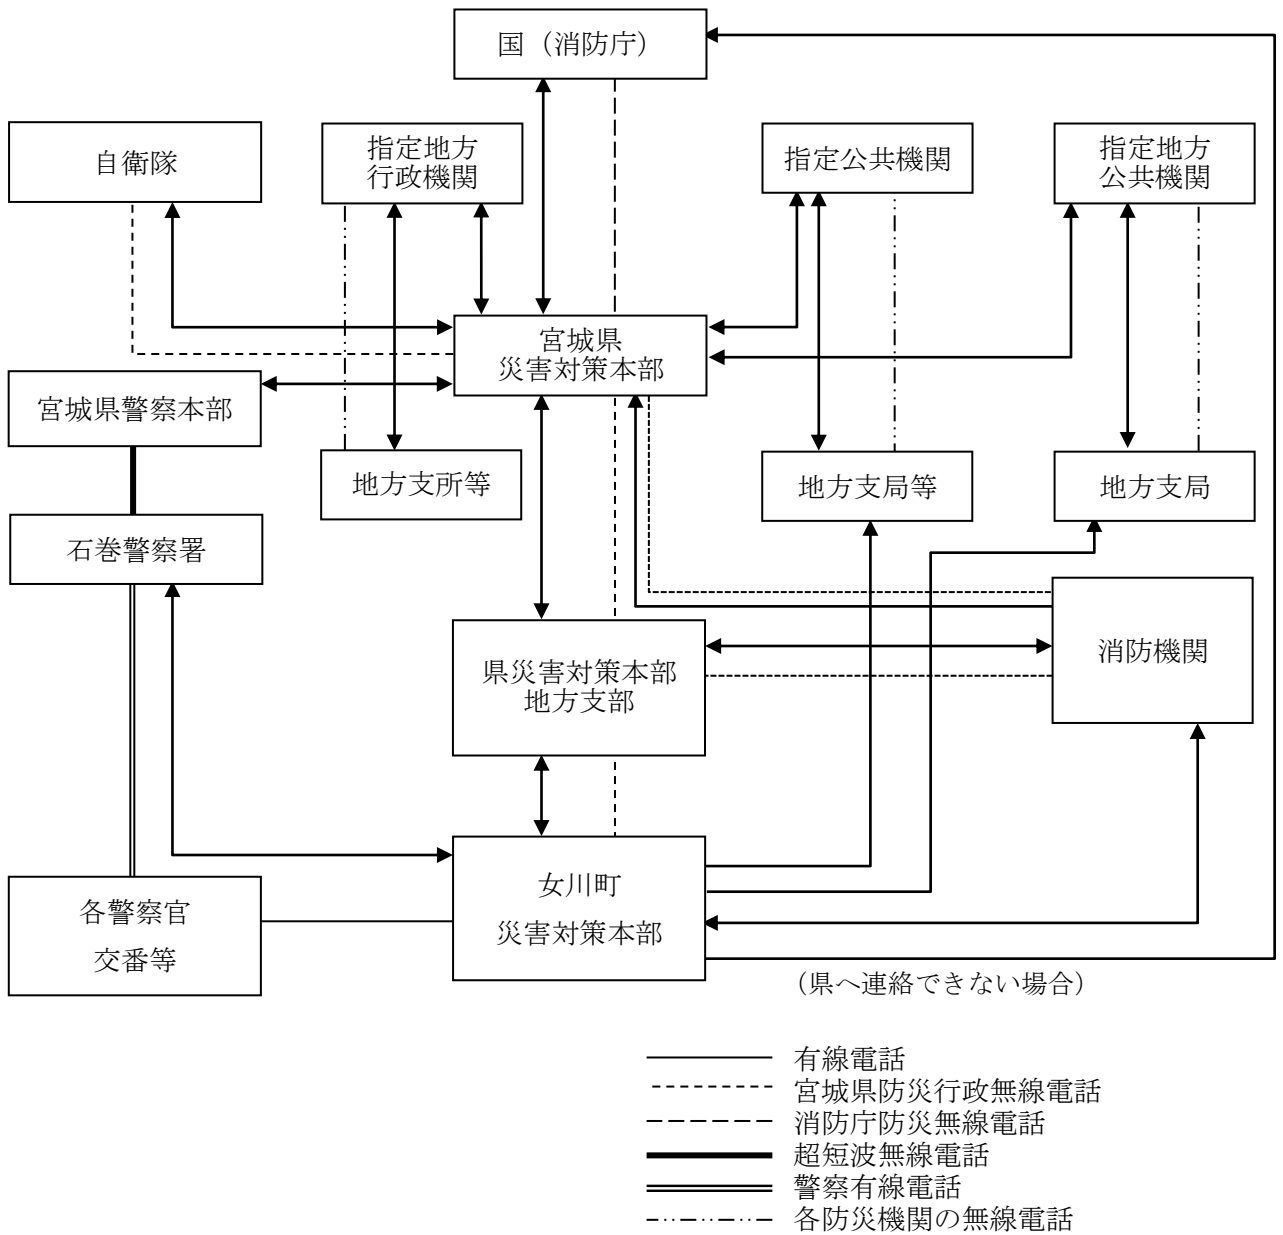 国（消防庁）
自衛隊
指定地方
行政機関
指定公共機関
指定地方
公共機関
宮城県
災害対策本部
宮城県警察本部
地方支所等
地方支局等
地方支局
石巻警察署
県災害対策本部
地方支部
消防機関
女川町
災害対策本部
各警察官
交番等
（県へ連絡できない場合）
有線電話
宮城県防災行政無線電話
消防庁防災無線電話
超短波無線電話
警察有線電話
各防災機関の無線電話